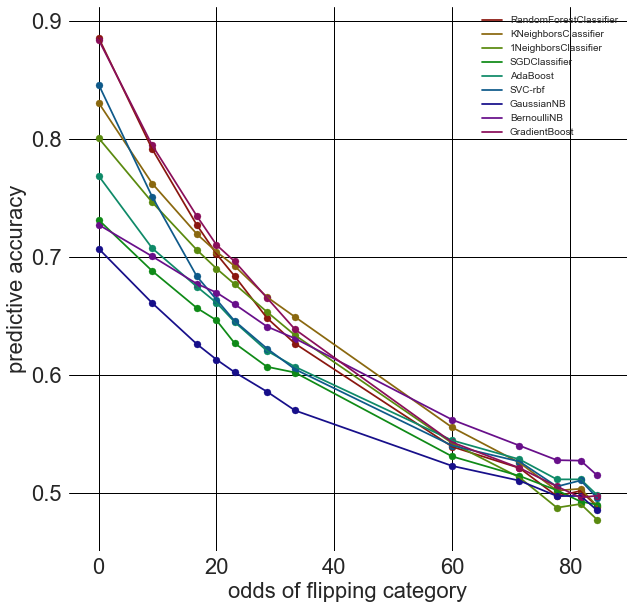 0.9
0.8
0.7
0.6
0.5
predictive accuracy
RandomForestClassifier
KNeighborsClassifier
1NeighborsClassifier
SGDClassifier
AdaBoost
SVC-rbf
GaussianNB
BernoulliNB
GradientBoost
0 20 40 60 80
odds of flipping category